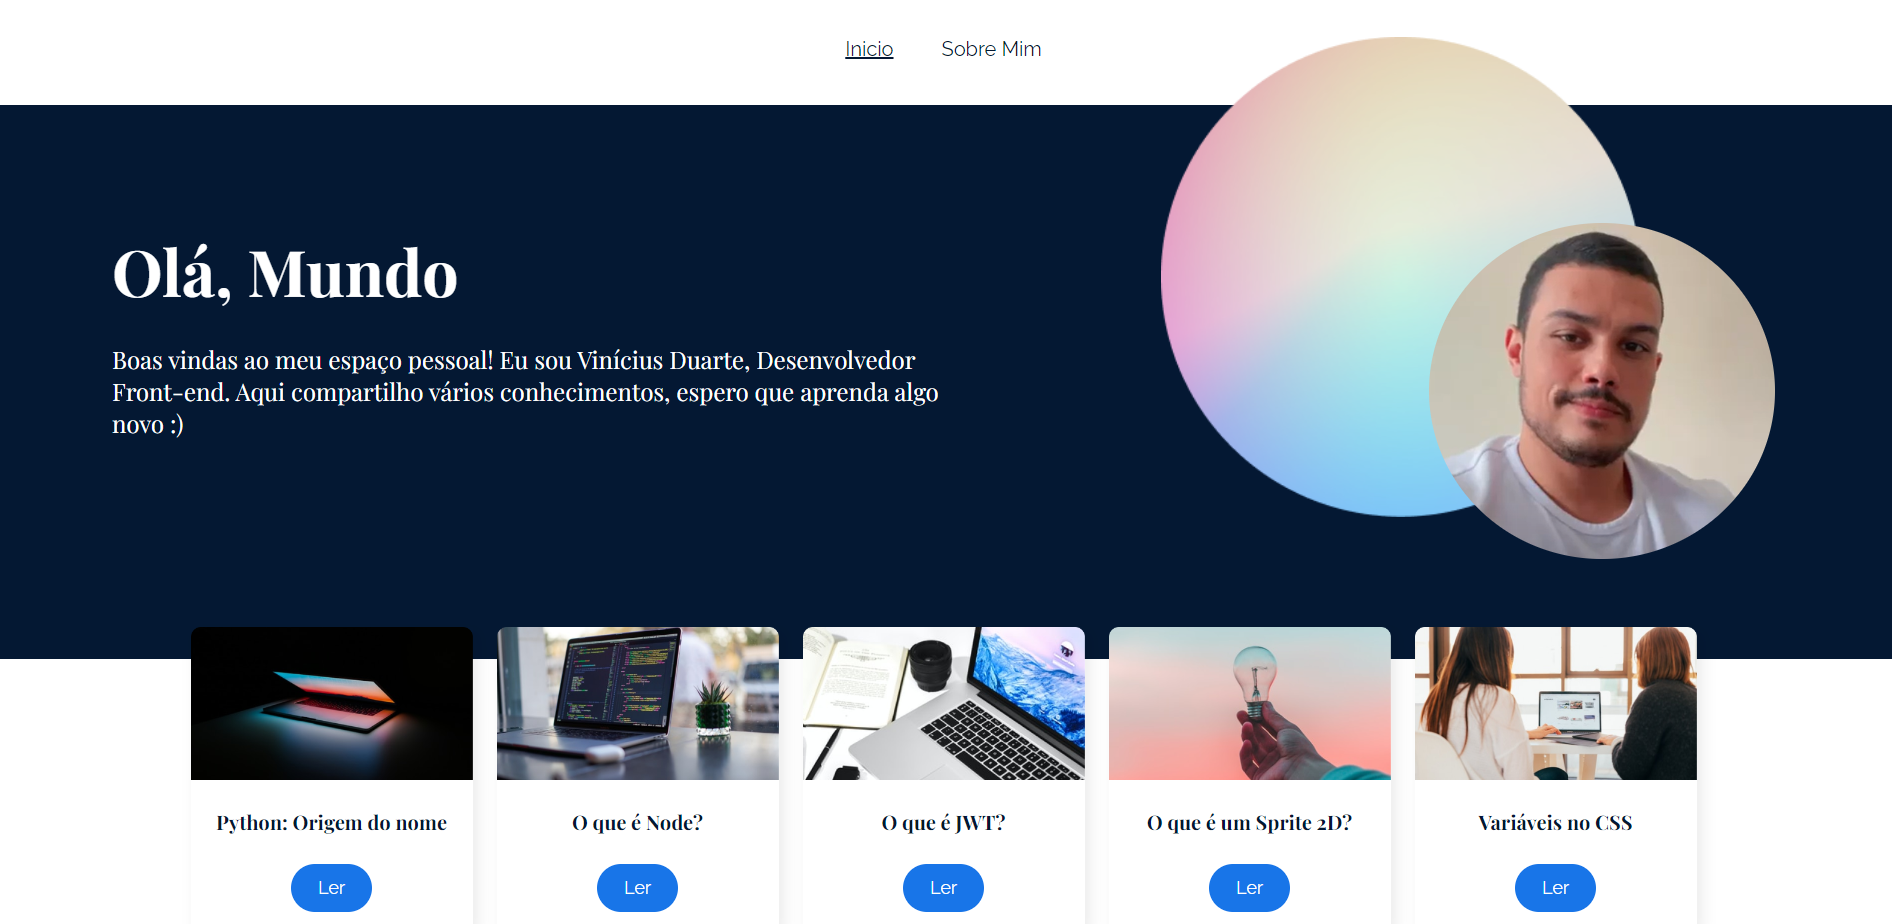 Inicio Sobre Mim
Olá, Mundo
Boas vindas ao meu espaço pessoal! Eu sou Vinícius Duarte, Desenvolvedor
Front-end. Aqui compartilho vários conhecimentos, espero que aprenda algo
novo :)
Python: Origem do nome
Ler
O que é Node?
Ler
O que é JWT?
Ler
O que é um Sprite 2D?
Ler
Variáveis no CSS
Ler